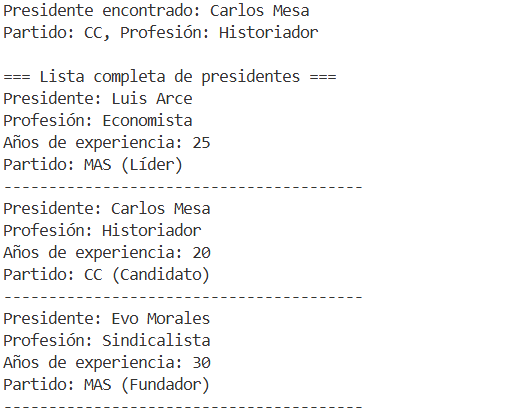 Presidente encontrado: Carlos Mesa
Partido: CC, Profesión: Historiador

=== Lista completa de presidentes ===
Presidente: Luis Arce
Profesión: Economista
Años de experiencia: 25
Partido: MAS (Líder)
----------------------------------------
Presidente: Carlos Mesa
Profesión: Historiador
Años de experiencia: 20
Partido: CC (Candidato)
----------------------------------------
Presidente: Evo Morales
Profesión: Sindicalista
Años de experiencia: 30
Partido: MAS (Fundador)
----------------------------------------